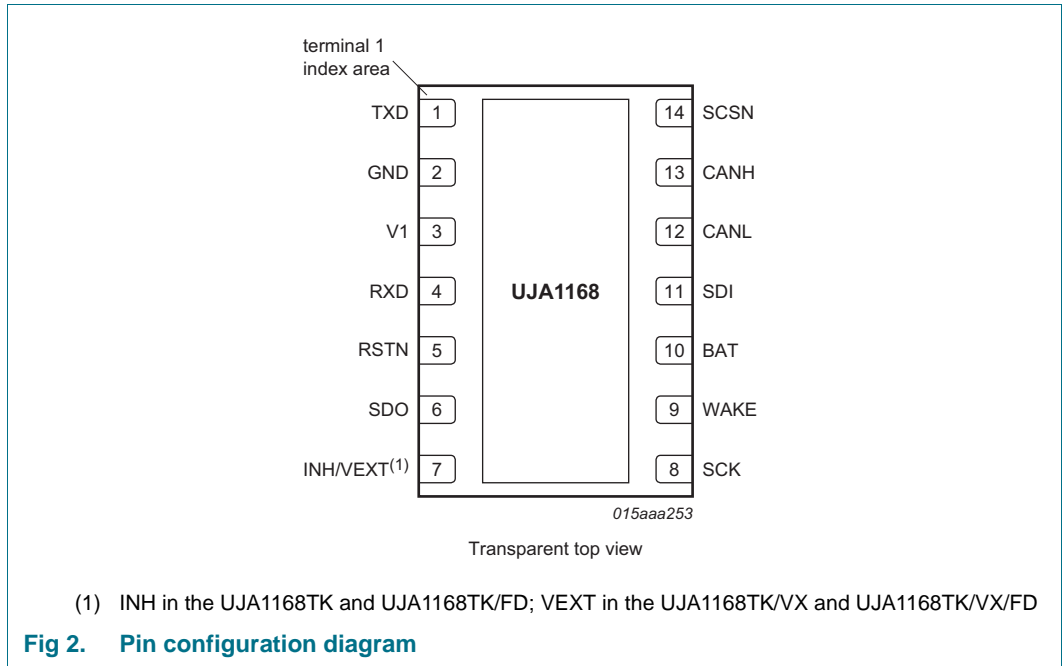 terminal 1
index area
TXD 1 14 SCSN
GND 2 13 CANH
V1 3 12 CANL
RXD 4 UJA1168 11 SDI
RSTN 5 10 BAT
SDO 6 9 WAKE
INH/VEXT(1) 7 8 SCK
015aaa253
Transparent top view
(1) INH in the UJA1168TK and UJA1168TK/FD; VEXT in the UJA1168TK/VX and UJA1168TK/VX/FD
Fig 2. Pin configuration diagram